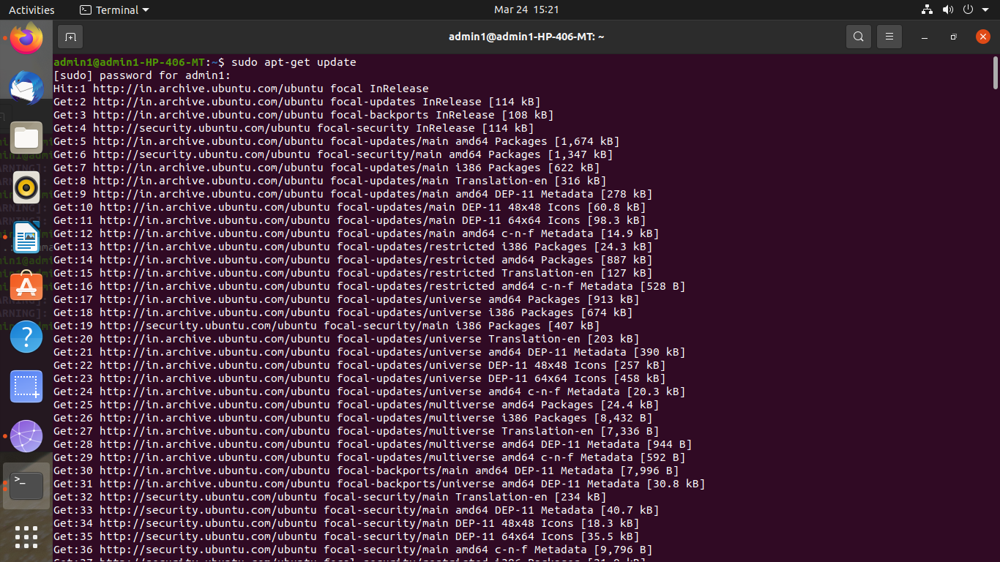 Activities
Terminal
Mar 24 15:21
admin1@admin1-HP-406-MT: ~
admin1@admin1-HP-406-MT:~$ sudo apt-get update
[sudo] password for admin1:
Hit:1 http://in.archive.ubuntu.com/ubuntu focal InRelease
Get:2 http://in.archive.ubuntu.com/ubuntu focal-updates InRelease [114 kB]
Get:3 http://in.archive.ubuntu.com/ubuntu focal-backports InRelease [108 kB]
Get:4 http://security.ubuntu.com/ubuntu focal-security InRelease [114 kB]
Get:5 http://in.archive.ubuntu.com/ubuntu focal-updates/main amd64 Packages [1,674 kB]
Get:6 http://security.ubuntu.com/ubuntu focal-security/main amd64 Packages [1,347 kB]
Get:7 http://in.archive.ubuntu.com/ubuntu focal-updates/main i386 Packages [622 kB]
Get:8 http://in.archive.ubuntu.com/ubuntu focal-updates/main Translation-en [316 kB]
Get:9 http://in.archive.ubuntu.com/ubuntu focal-updates/main amd64 DEP-11 Metadata [278 kB]
Get:10 http://in.archive.ubuntu.com/ubuntu focal-updates/main DEP-11 48x48 Icons [60.8 kB]
Get:11 http://in.archive.ubuntu.com/ubuntu focal-updates/main DEP-11 64x64 Icons [98.3 kB]
Get:12 http://in.archive.ubuntu.com/ubuntu focal-updates/main amd64 c-n-f Metadata [14.9 kB]
Get:13 http://in.archive.ubuntu.com/ubuntu focal-updates/restricted i386 Packages [24.3 kB]
Get:14 http://in.archive.ubuntu.com/ubuntu focal-updates/restricted amd64 Packages [887 kB]
Get:15 http://in.archive.ubuntu.com/ubuntu focal-updates/restricted Translation-en [127 kB]
Get:16 http://in.archive.ubuntu.com/ubuntu focal-updates/restricted amd64 c-n-f Metadata [528 B]
Get:17 http://in.archive.ubuntu.com/ubuntu focal-updates/universe amd64 Packages [913 kB]
Get:18 http://in.archive.ubuntu.com/ubuntu focal-updates/universe i386 Packages [674 kB]
Get:19 http://security.ubuntu.com/ubuntu focal-security/main i386 Packages [407 kB]
Get:20 http://in.archive.ubuntu.com/ubuntu focal-updates/universe Translation-en [203 kB]
Get:21 http://in.archive.ubuntu.com/ubuntu focal-updates/universe amd64 DEP-11 Metadata [390 kB]
Get:22 http://in.archive.ubuntu.com/ubuntu focal-updates/universe DEP-11 48x48 Icons [257 kB]
Get:23 http://in.archive.ubuntu.com/ubuntu focal-updates/universe DEP-11 64x64 Icons [458 kB]
Get:24 http://in.archive.ubuntu.com/ubuntu focal-updates/universe amd64 c-n-f Metadata [20.3 kB]
Get:25 http://in.archive.ubuntu.com/ubuntu focal-updates/multiverse amd64 Packages [24.4 kB]
Get:26 http://in.archive.ubuntu.com/ubuntu focal-updates/multiverse i386 Packages [8,432 B]
Get:27 http://in.archive.ubuntu.com/ubuntu focal-updates/multiverse Translation-en [7,336 B]
Get:28 http://in.archive.ubuntu.com/ubuntu focal-updates/multiverse amd64 DEP-11 Metadata [944 B]
Get:29 http://in.archive.ubuntu.com/ubuntu focal-updates/multiverse amd64 c-n-f Metadata [592 B]
Get:30 http://in.archive.ubuntu.com/ubuntu focal-backports/main amd64 DEP-11 Metadata [7,996 B]
Get:31 http://in.archive.ubuntu.com/ubuntu focal-backports/universe amd64 DEP-11 Metadata [30.8 kB]
Get:32 http://security.ubuntu.com/ubuntu focal-security/main Translation-en [234 kB]
Get:33 http://security.ubuntu.com/ubuntu focal-security/main amd64 DEP-11 Metadata [40.7 kB]
Get:34 http://security.ubuntu.com/ubuntu focal-security/main DEP-11 48x48 Icons [18.3 kB]
Get:35 http://security.ubuntu.com/ubuntu focal-security/main DEP-11 64x64 Icons [35.5 kB]
Get:36 http://security.ubuntu.com/ubuntu focal-security/main amd64 c-n-f Metadata [9,796 B]